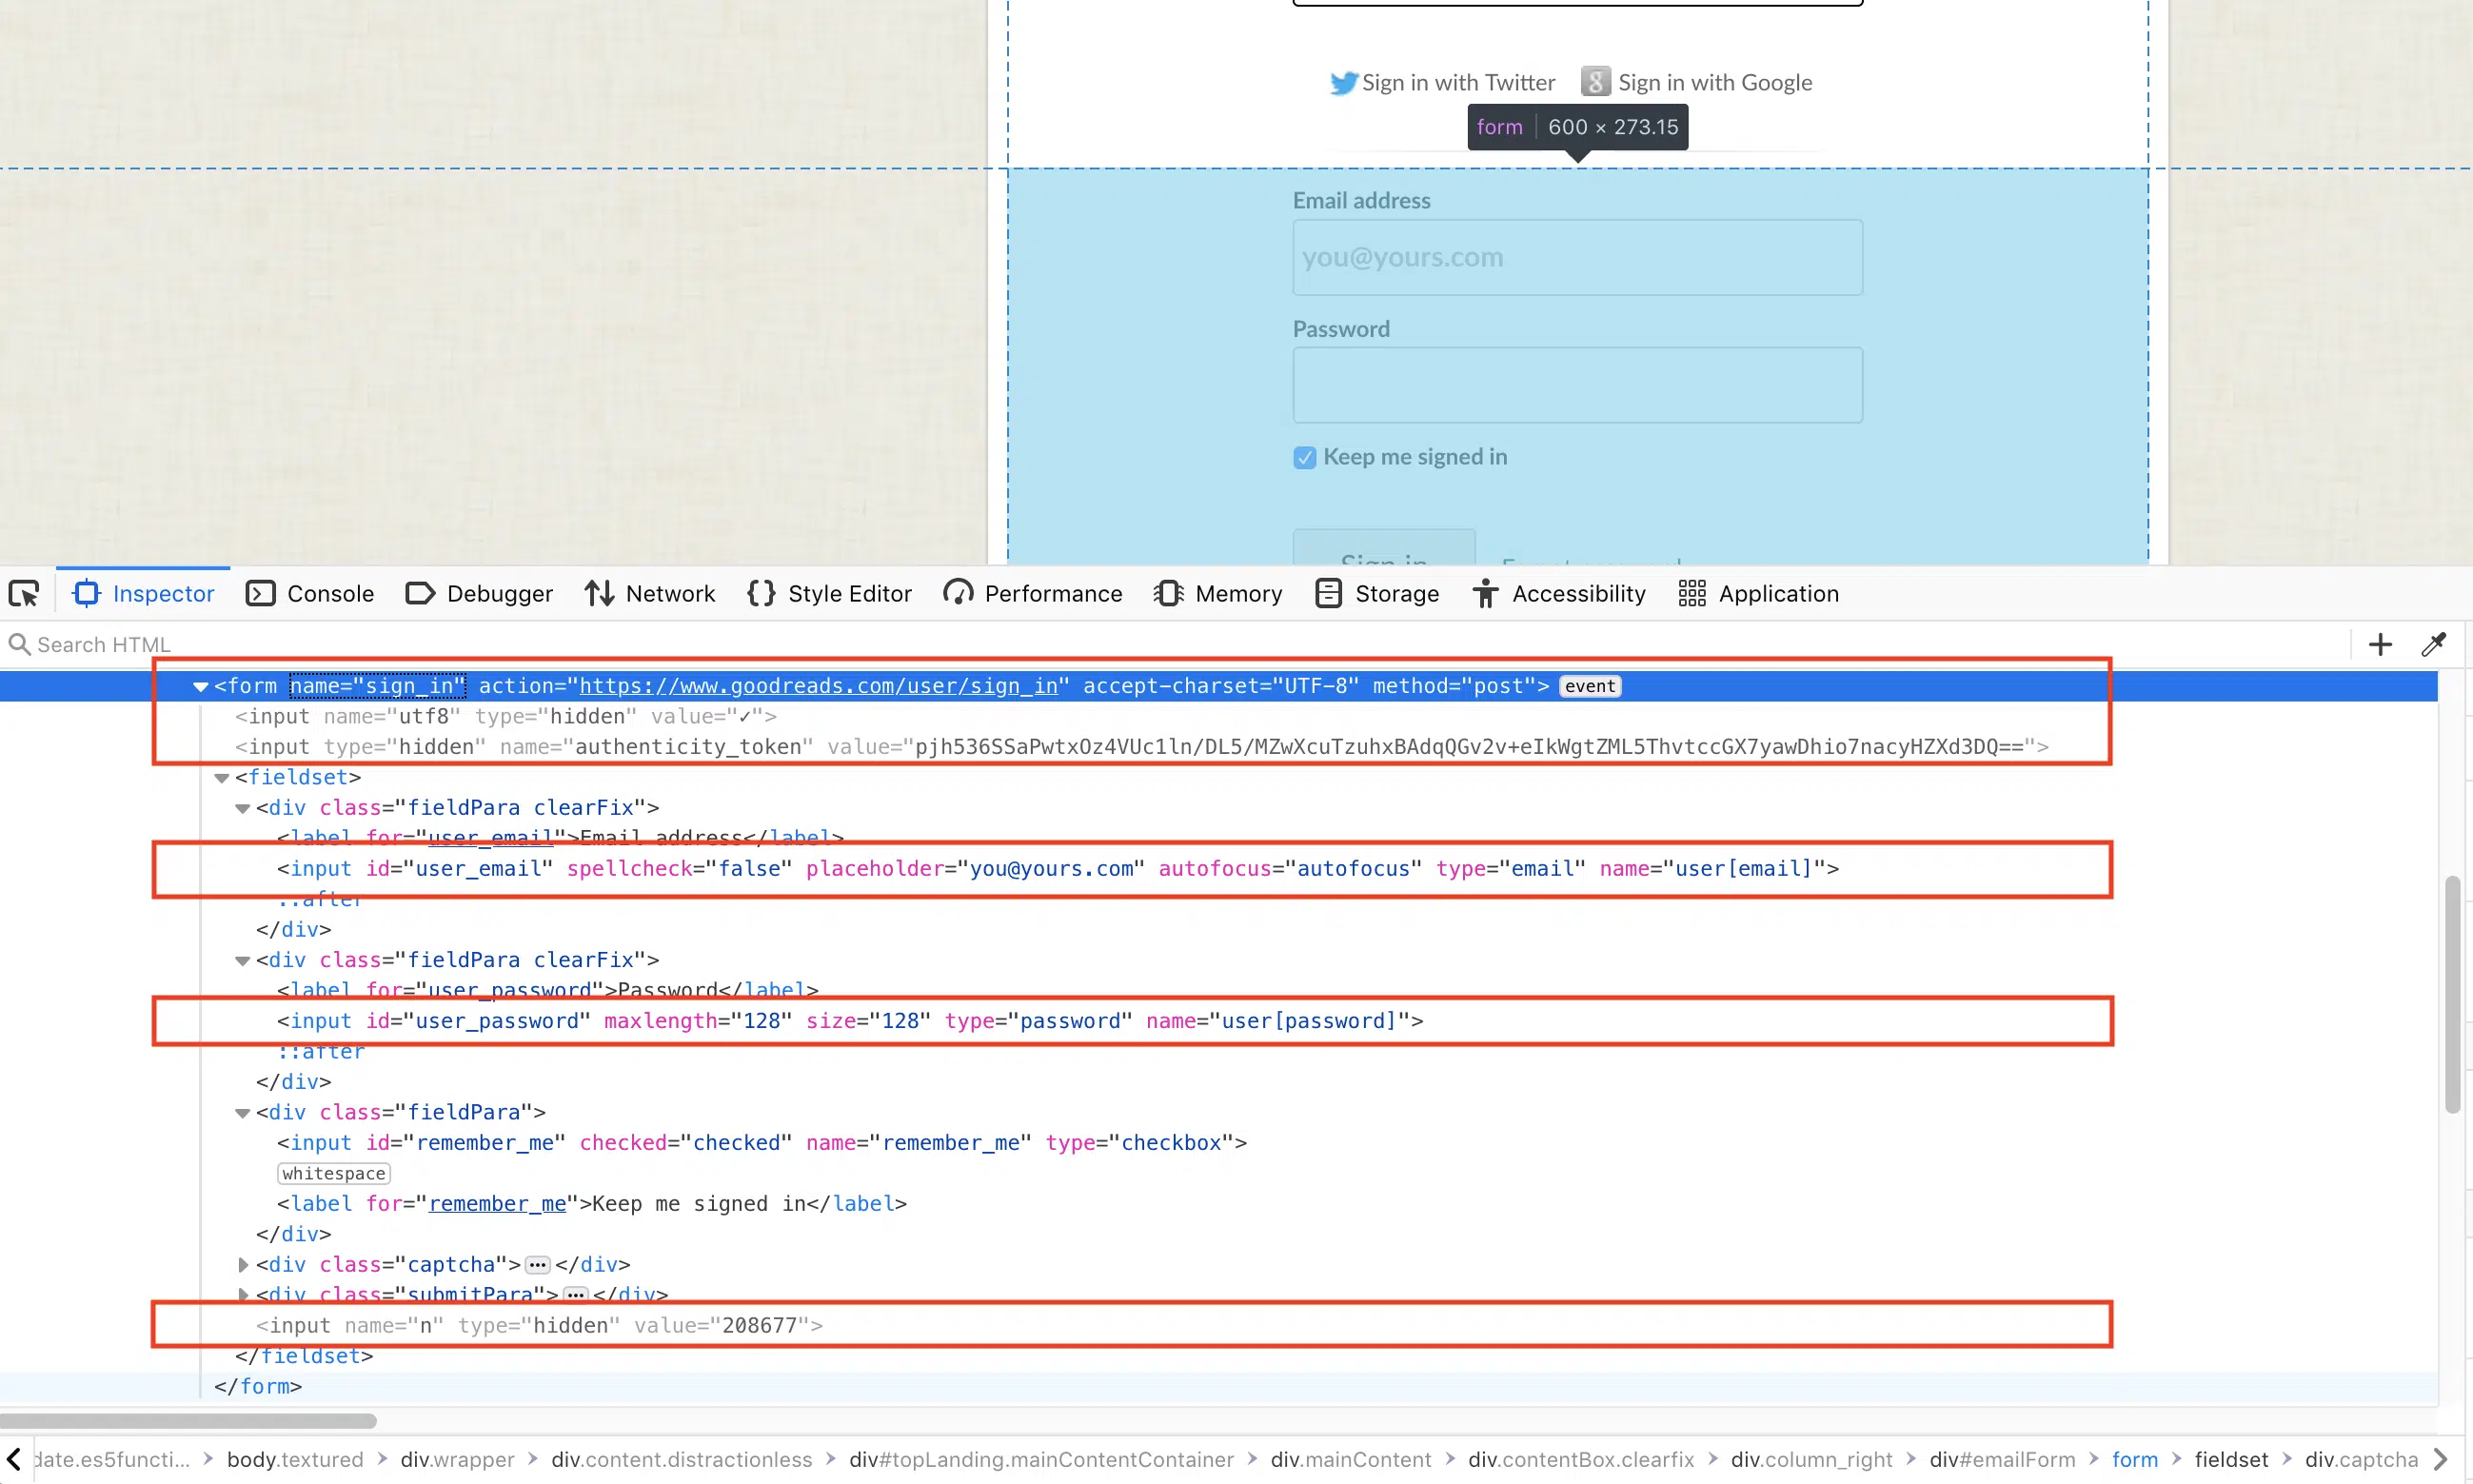 Sign in with Twitter
Sign in with Google
form 600 × 273.15
Email address
you@yours.com
Password
Keep me signed in
Sign in
Inspector Console Debugger Network Style Editor Performance Memory Storage Accessibility Application
Search HTML
<form name="sign_in" action="https://www.goodreads.com/user/sign_in" accept-charset="UTF-8" method="post"> event
<input name="utf8" type="hidden" value="✓">
<input type="hidden" name="authenticity_token" value="pjh536SSaPwtxOz4VUc1ln/DL5/MZwXcuTzuhxBAdqQGv2v+eIkWgtZML5ThvtccGX7yawDhio7nacyHZXd3DQ==">
<fieldset>
<div class="fieldPara clearFix">
<label for="user_email">Email address</label>
<input id="user_email" spellcheck="false" placeholder="you@yours.com" autofocus="autofocus" type="email" name="user[email]">
::after
</div>
<div class="fieldPara clearFix">
<label for="user_password">Password</label>
<input id="user_password" maxlength="128" size="128" type="password" name="user[password]">
::after
</div>
<div class="fieldPara">
<input id="remember_me" checked="checked" name="remember_me" type="checkbox">
whitespace
<label for="remember_me">Keep me signed in</label>
</div>
<div class="captcha">•••</div>
<div class="submitPara">•••</div>
<input name="n" type="hidden" value="208677">
</fieldset>
</form>
date.es5functi... > body.textured > div.wrapper > div.content.distractionless > div#topLanding.mainContentContainer > div.mainContent > div.contentBox.clearfix > div.column_right > div#emailForm > form > fieldset > div.captcha